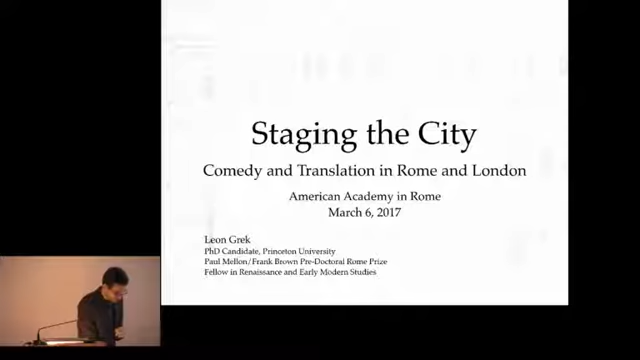 Staging the City
Comedy and Translation in Rome and London
American Academy in Rome
March 6, 2017
Leon Grek
PhD Candidate, Princeton University
Paul Mellon/Frank Brown Pre-Doctoral Rome Prize
Fellow in Renaissance and Early Modern Studies